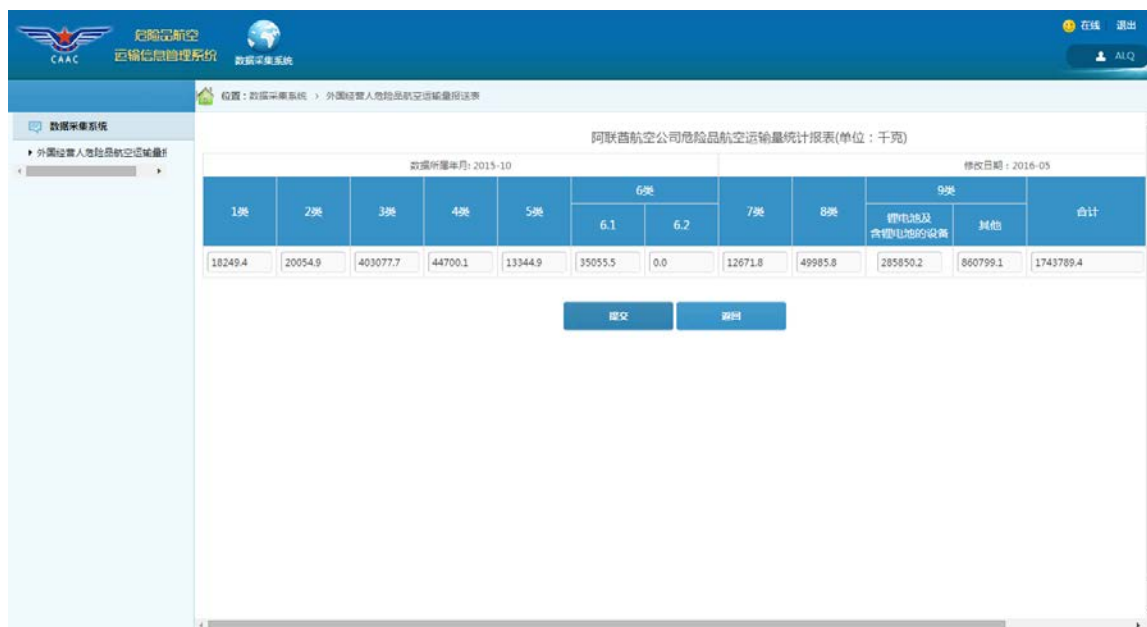 危险品航空
运输信息管理系统
CAAC
数据采集系统
在线 退出
ALQ
位置：数据采集系统 › 外国经营人危险品航空运输量报送表
数据采集系统
外国经营人危险品航空运输量
阿联酋航空公司危险品航空运输量统计报表(单位：千克)
数据所属年月: 2015-10 修改日期：2016-05
1类 2类 3类 4类 5类 6类 7类 8类 9类 合计
6.1 6.2 锂电池及 其他
含锂电池的设备
18249.4 20054.9 403077.7 44700.1 13344.9 35055.5 0.0 12671.8 49985.8 285850.2 860799.1 1743789.4
提交 返回